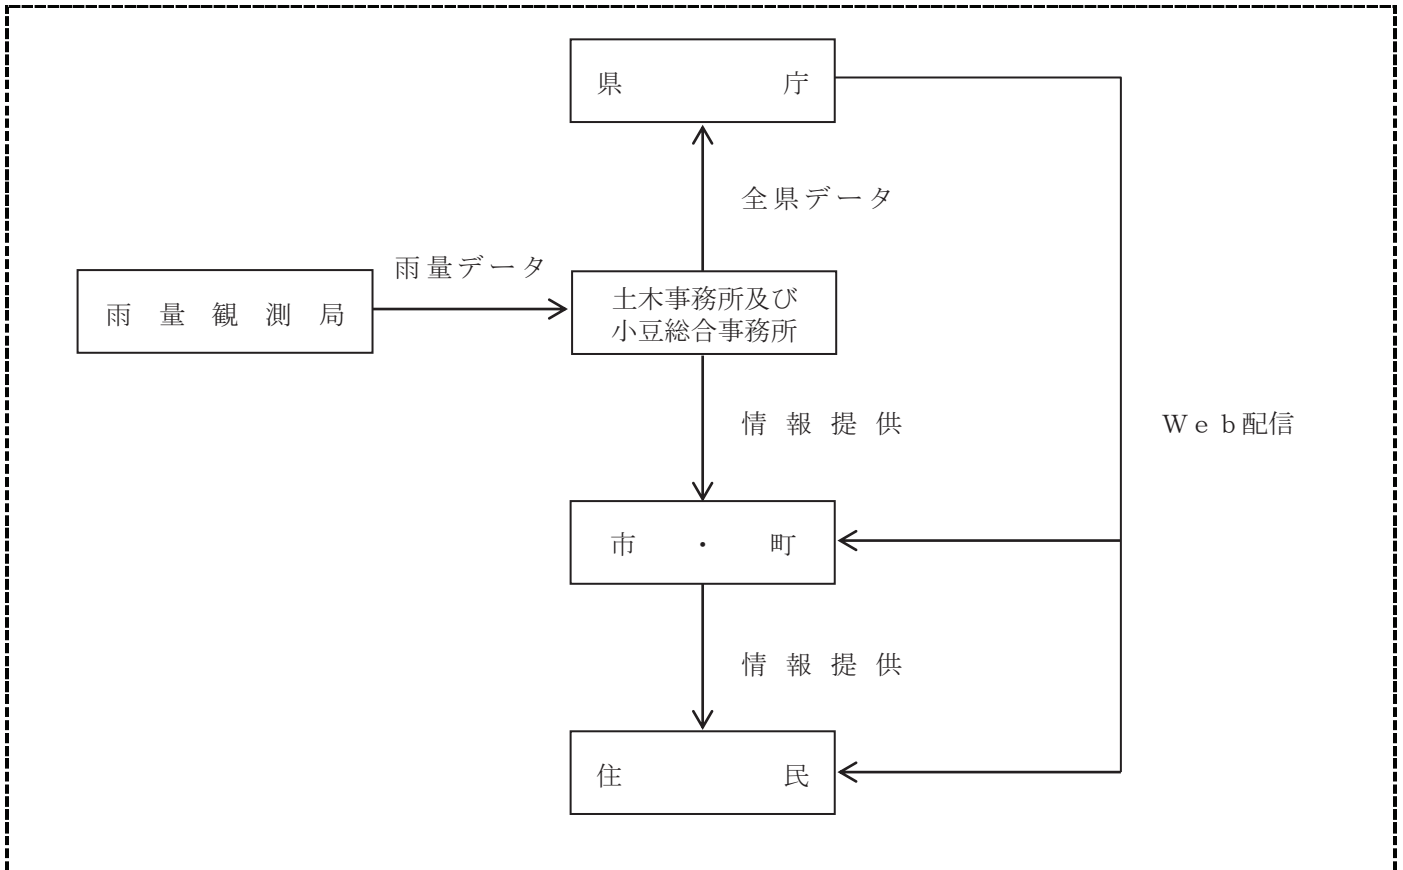 県庁
全県データ
雨量データ
雨量観測局
土木事務所及び
小豆総合事務所
情報提供
Ｗｅｂ配信
市・町
情報提供
住民